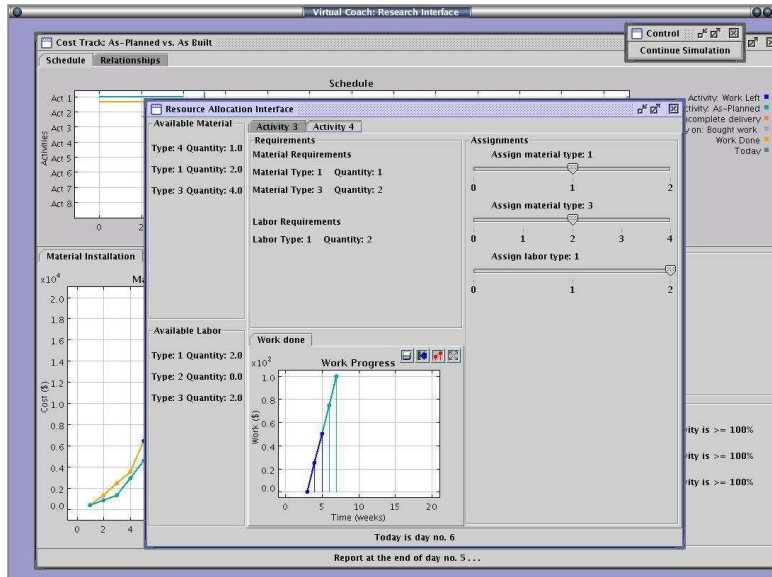 Virtual Coach: Research Interface
Cost Track: As-Planned vs. As Built
Control
Continue Simulation
Schedule Relationships
Schedule
Act 1
Act 2
Act 3
Act 4
Act 5
Act 6
Act 7
Act 8
Activities
0
Activity: Work Left
ctivity: As-Planned
ncomplete delivery
y on: Bought work
Work Done
Today
Resource Allocation Interface
Available Material
Type: 4 Quantity: 1.0
Type: 1 Quantity: 2.0
Type: 3 Quantity: 4.0
Activity 3 Activity 4
Requirements
Material Requirements
Material Type: 1 Quantity: 1
Material Type: 3 Quantity: 2
Labor Requirements
Labor Type: 1 Quantity: 2
Assignments
Assign material type: 1
0 1 2
Assign material type: 3
0 1 2 3 4
Assign labor type: 1
0 1 2
Material Installation
Ma
x10⁴
2.0
1.8
1.6
1.4
1.2
1.0
0.8
0.6
0.4
0.2
0.0
Cost ($)
0 2 4
Available Labor
Type: 1 Quantity: 2.0
Type: 2 Quantity: 0.0
Type: 3 Quantity: 2.0
Work done
Work Progress
x10²
1.0
0.8
0.6
0.4
0.2
0.0
Work ($)
0 5 10 15 20
Time (weeks)
vity is >= 100%
vity is >= 100%
vity is >= 100%
Today is day no. 6
Report at the end of day no. 5 . . .